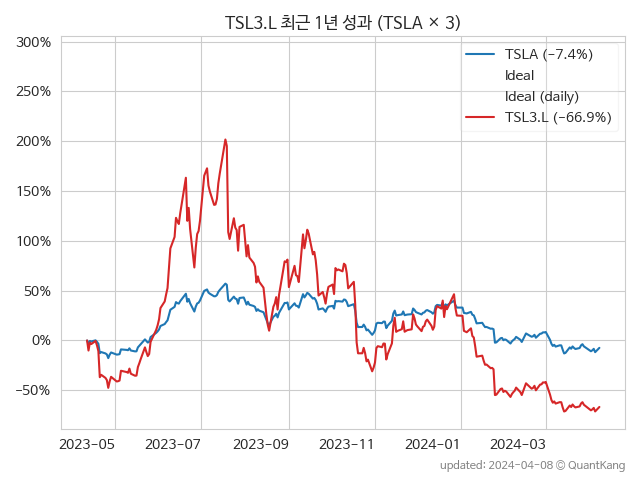 TSL3.L 최근 1년 성과 (TSLA × 3)
300%
250%
200%
150%
100%
50%
0%
−50%
TSLA (−7.4%)
Ideal
Ideal (daily)
TSL3.L (−66.9%)
2023-05 2023-07 2023-09 2023-11 2024-01 2024-03
updated: 2024-04-08 @ QuantKang